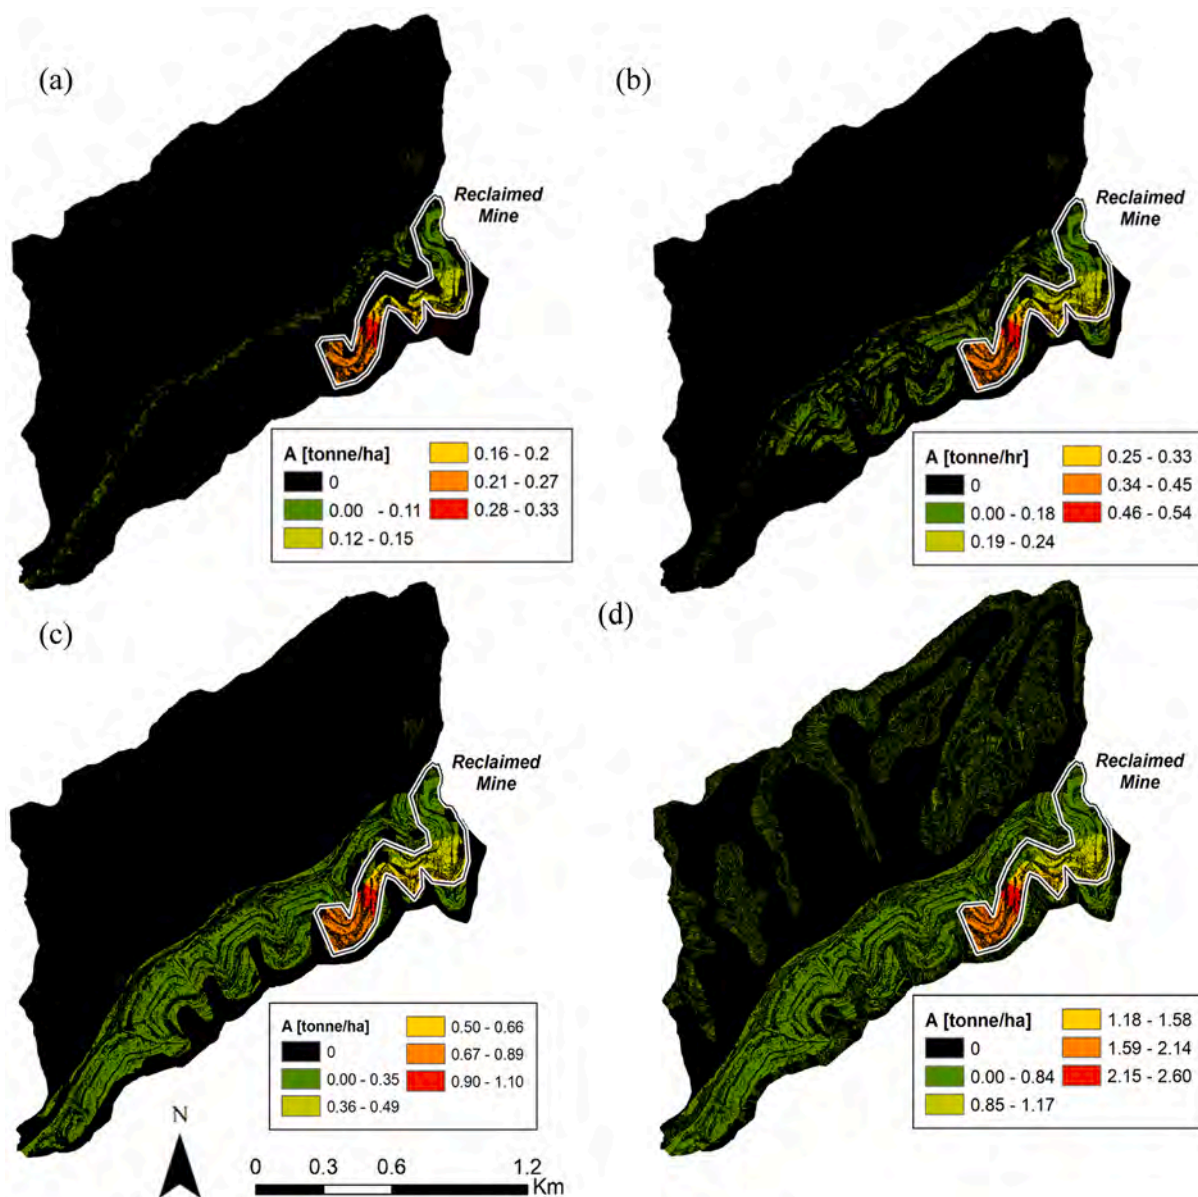 (a)
Reclaimed
Mine
A [tonne/ha]
0
0.00 - 0.11
0.12 - 0.15
0.16 - 0.2
0.21 - 0.27
0.28 - 0.33
(b)
Reclaimed
Mine
A [tonne/hr]
0
0.00 - 0.18
0.19 - 0.24
0.25 - 0.33
0.34 - 0.45
0.46 - 0.54
(c)
Reclaimed
Mine
A [tonne/ha]
0
0.00 - 0.35
0.36 - 0.49
0.50 - 0.66
0.67 - 0.89
0.90 - 1.10
N
0 0.3 0.6 1.2
Km
(d)
Reclaimed
Mine
A [tonne/ha]
0
0.00 - 0.84
0.85 - 1.17
1.18 - 1.58
1.59 - 2.14
2.15 - 2.60